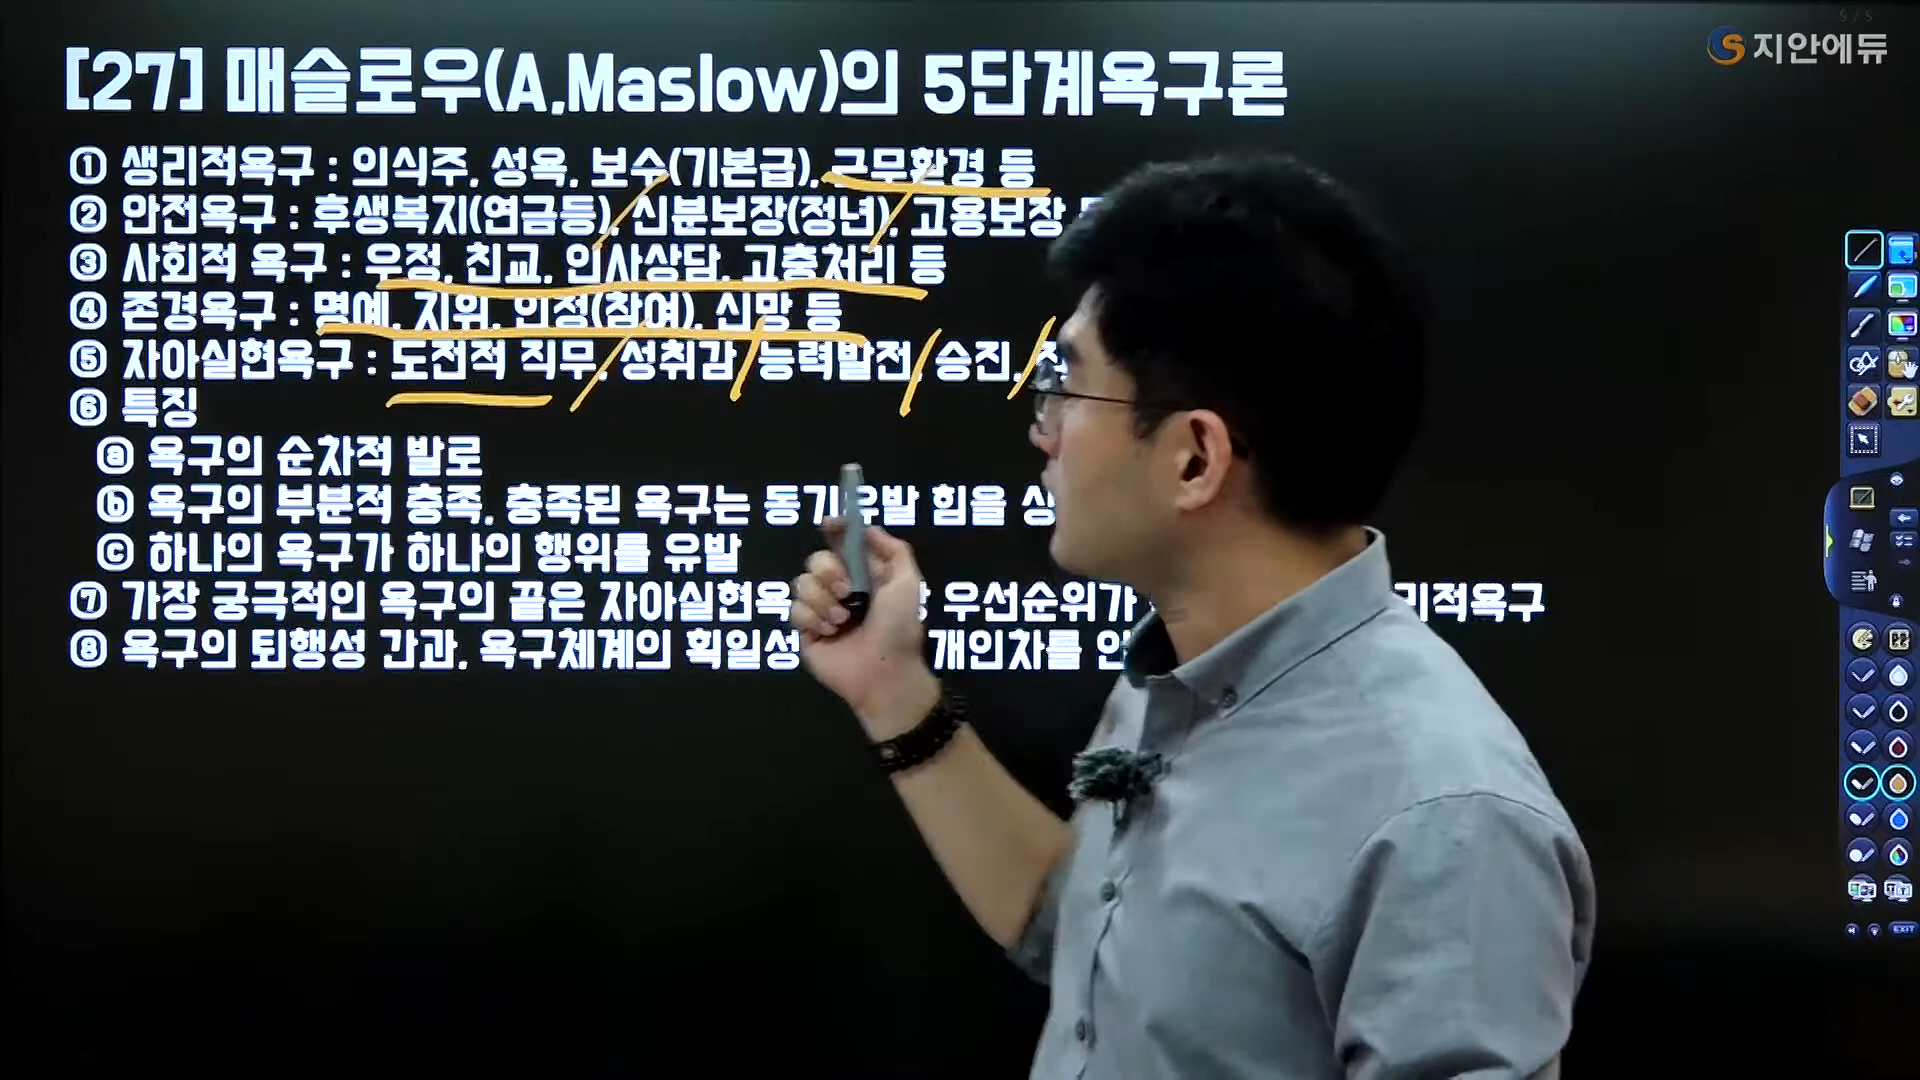 5 / 5
지안에듀
[27] 매슬로우(A.Maslow)의 5단계욕구론
① 생리적욕구 : 의식주, 성욕, 보수(기본급), 근무환경 등
② 안전욕구 : 후생복지(연금등), 신분보장(정년), 고용보장
③ 사회적 욕구 : 우정, 친교, 인사상담, 고충처리 등
④ 존경욕구 : 명예, 지위, 인정(참여), 신망 등
⑤ 자아실현욕구 : 도전적 직무, 성취감, 능력발전, 승진,
⑥ 특징
ⓐ 욕구의 순차적 발로
ⓑ 욕구의 부분적 충족, 충족된 욕구는 동기유발 힘을
ⓒ 하나의 욕구가 하나의 행위를 유발
⑦ 가장 궁극적인 욕구의 끝은 자아실현욕 우선순위가 리적욕구
⑧ 욕구의 퇴행성 간과, 욕구체계의 획일성 개인차를
EXIT